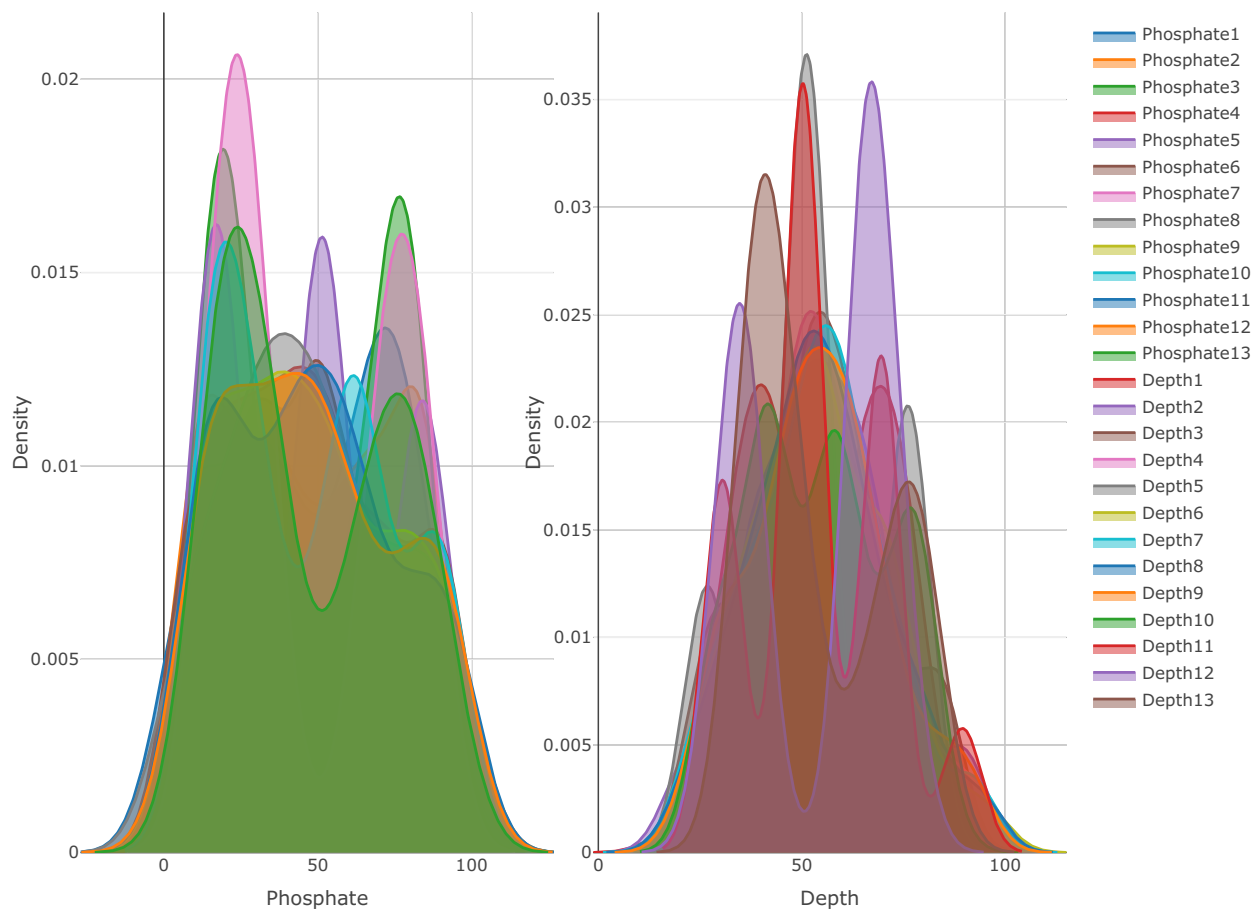 0.02
0.015
0.01
0.005
0
Density
0
50
100
Phosphate
0.035
0.03
0.025
0.02
0.015
0.01
0.005
0
Density
0
50
100
Depth
Phosphate1
Phosphate2
Phosphate3
Phosphate4
Phosphate5
Phosphate6
Phosphate7
Phosphate8
Phosphate9
Phosphate10
Phosphate11
Phosphate12
Phosphate13
Depth1
Depth2
Depth3
Depth4
Depth5
Depth6
Depth7
Depth8
Depth9
Depth10
Depth11
Depth12
Depth13